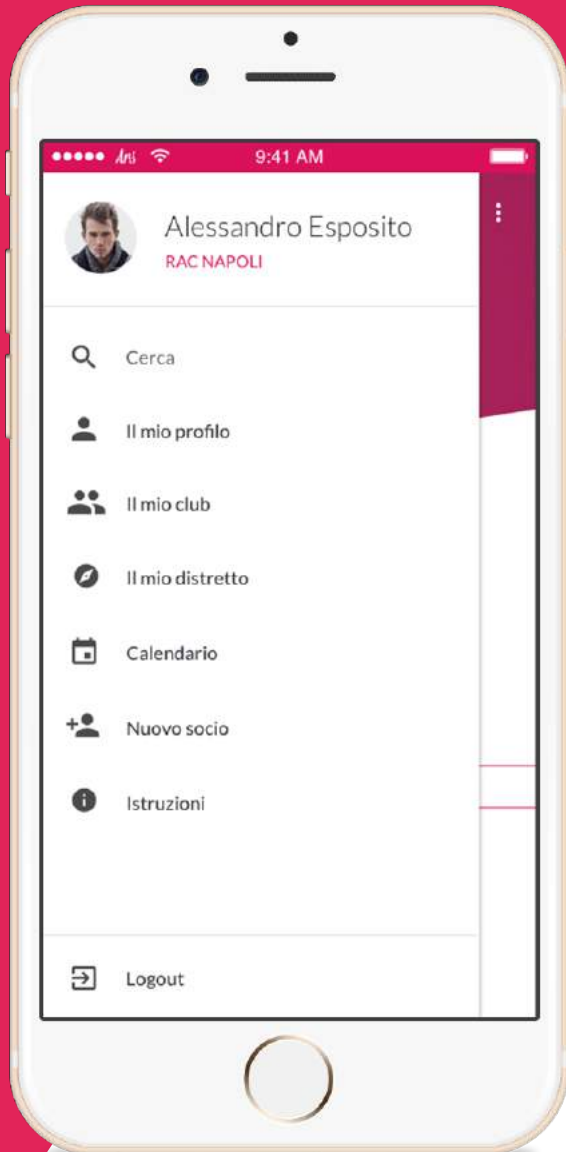 Ani 9:41 AM
Alessandro Esposito
RAC NAPOLI
Cerca
Il mio profilo
Il mio club
Il mio distretto
Calendario
Nuovo socio
Istruzioni
Logout